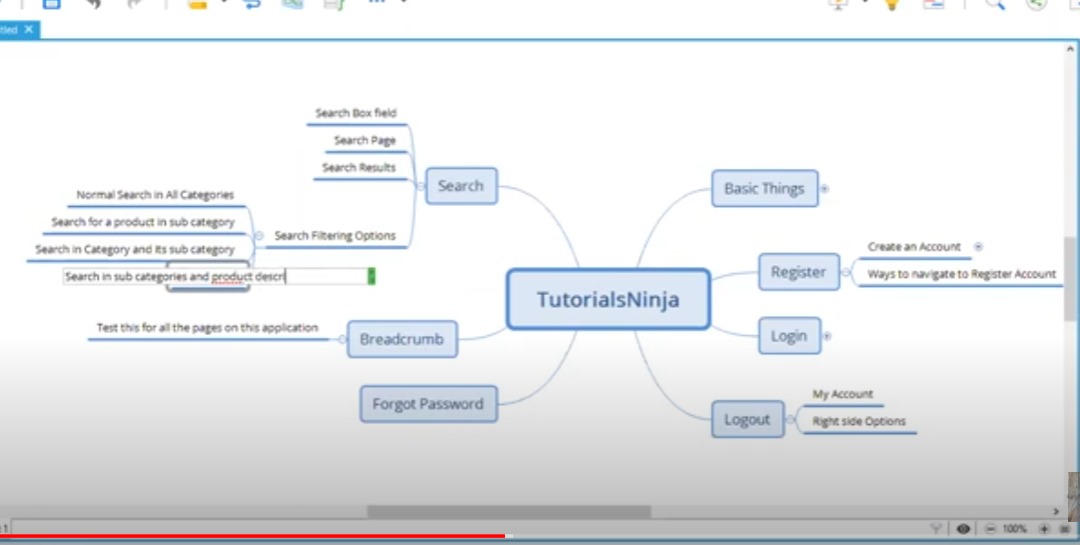 tled
Search Box field
Search Page
Search Results
Search
Normal Search in All Categories
Search for a product in sub category
Search in Category and Its sub category
Search Filtering Options
Search in sub categories and product descri
Test this for all the pages on this application
Breadcrumb
Forgot Password
TutorialsNinja
Basic Things
Register
Create an Account
Ways to navigate to Register Account
Login
Logout
My Account
Right side Options
100%